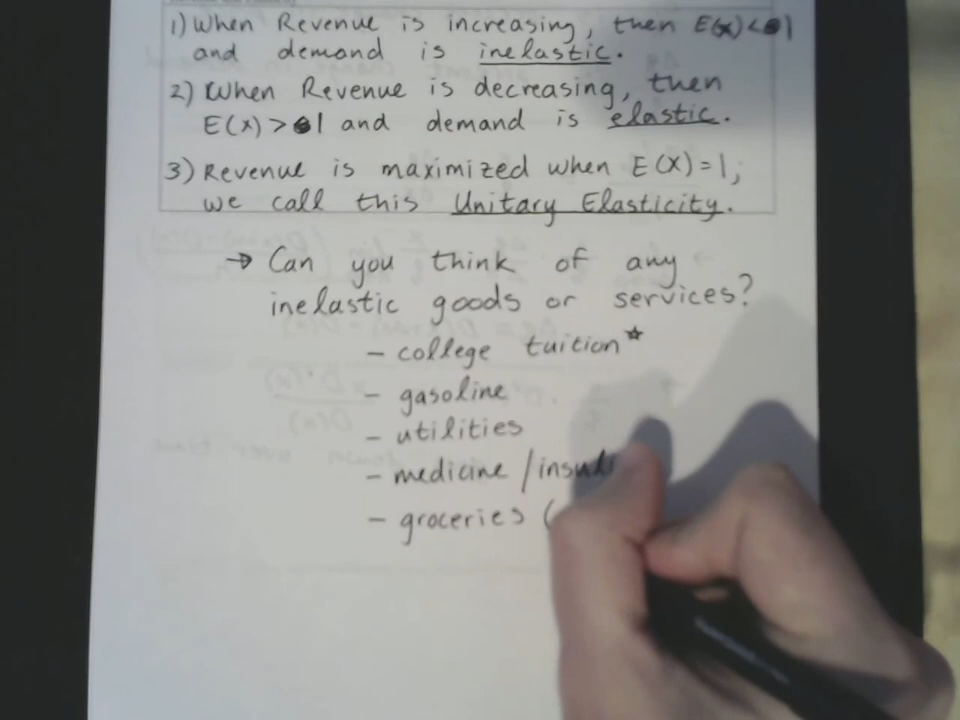 1) When Revenue is increasing, then E(x)<1
and demand is inelastic.
2) When Revenue is decreasing, then
E(x)>1 and demand is elastic.
3) Revenue is maximized when E(x)=1,
we call this Unitary Elasticity.
→ Can you think of any
inelastic goods or services?
- college tuition*
- gasoline
- utilities
- medicine /insuli
- groceries (